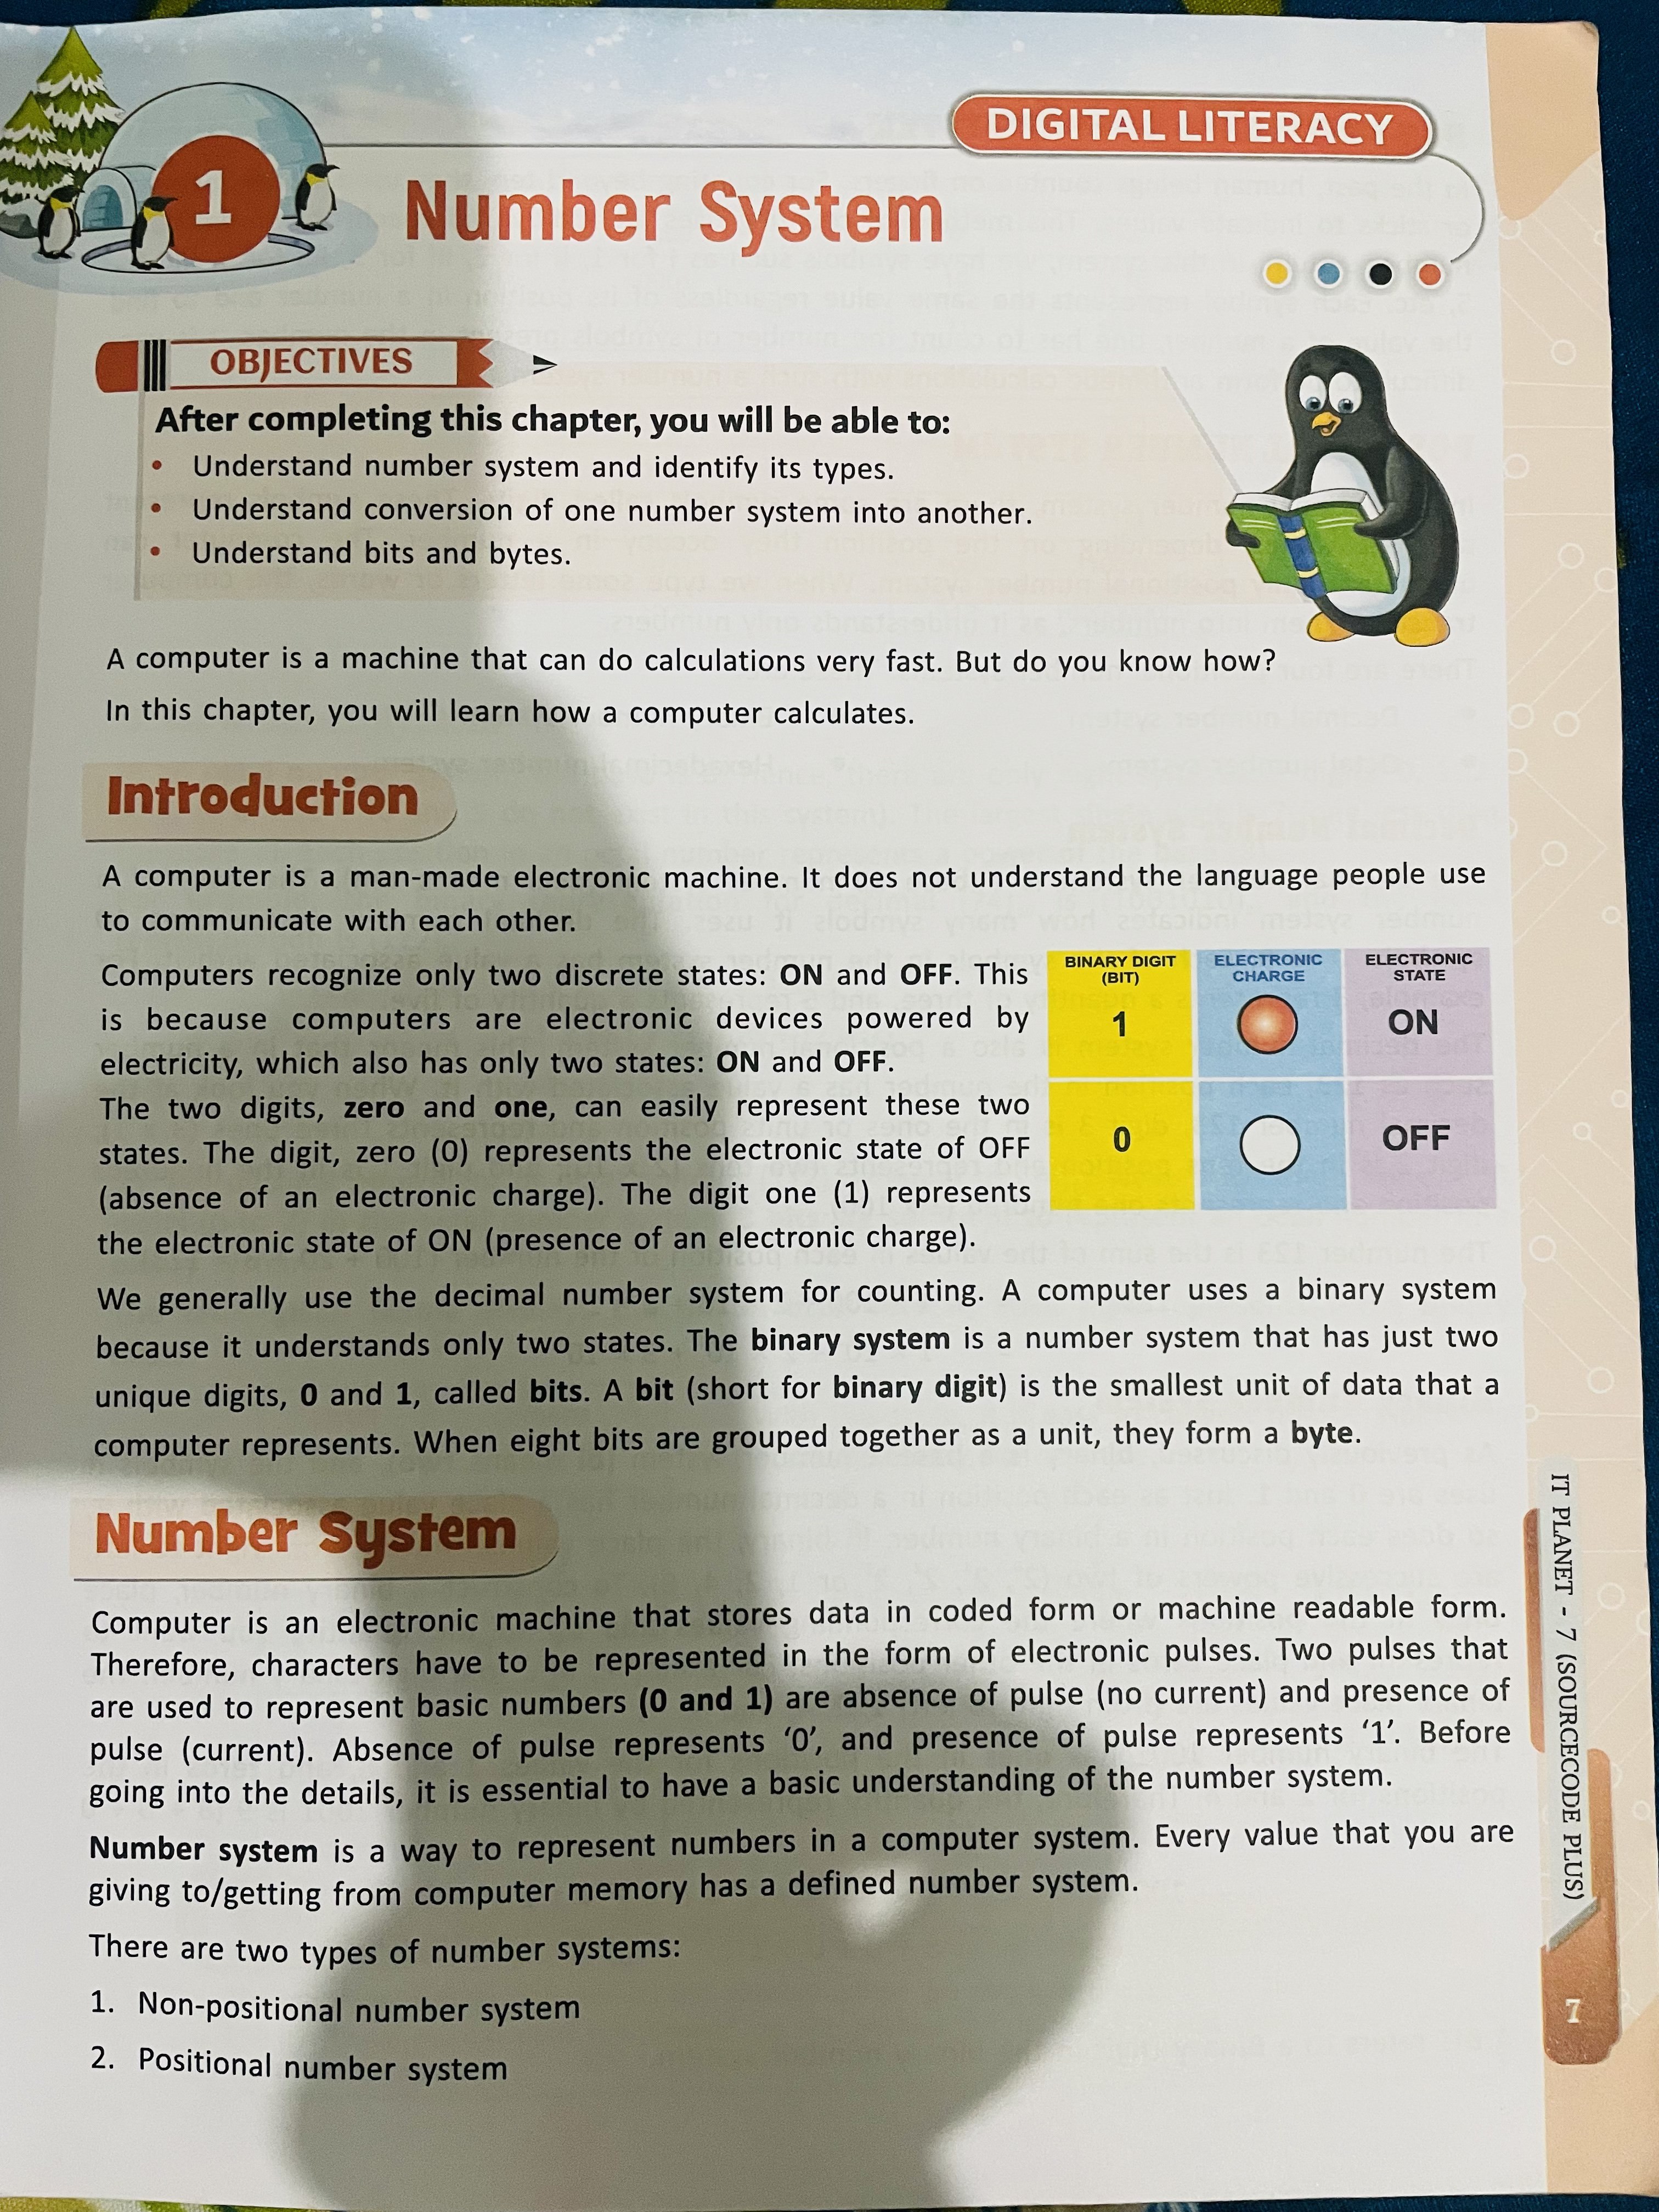 DIGITAL LITERACY
1
Number System
OBJECTIVES
After completing this chapter, you will be able to:
• Understand number system and identify its types.
• Understand conversion of one number system into another.
• Understand bits and bytes.
A computer is a machine that can do calculations very fast. But do you know how?
In this chapter, you will learn how a computer calculates.
Introduction
A computer is a man-made electronic machine. It does not understand the language people use
to communicate with each other.
Computers recognize only two discrete states: ON and OFF. This
is because computers are electronic devices powered by
electricity, which also has only two states: ON and OFF.
The two digits, zero and one, can easily represent these two
states. The digit, zero (0) represents the electronic state of OFF
(absence of an electronic charge). The digit one (1) represents
the electronic state of ON (presence of an electronic charge).
BINARY DIGIT (BIT) ELECTRONIC CHARGE ELECTRONIC STATE
1 ON
0 OFF
We generally use the decimal number system for counting. A computer uses a binary system
because it understands only two states. The binary system is a number system that has just two
unique digits, 0 and 1, called bits. A bit (short for binary digit) is the smallest unit of data that a
computer represents. When eight bits are grouped together as a unit, they form a byte.
Number System
Computer is an electronic machine that stores data in coded form or machine readable form.
Therefore, characters have to be represented in the form of electronic pulses. Two pulses that
are used to represent basic numbers (0 and 1) are absence of pulse (no current) and presence of
pulse (current). Absence of pulse represents ‘0’, and presence of pulse represents ‘1’. Before
going into the details, it is essential to have a basic understanding of the number system.
Number system is a way to represent numbers in a computer system. Every value that you are
giving to/getting from computer memory has a defined number system.
There are two types of number systems:
1. Non-positional number system
2. Positional number system
IT PLANET - 7 (SOURCECODE PLUS)
7